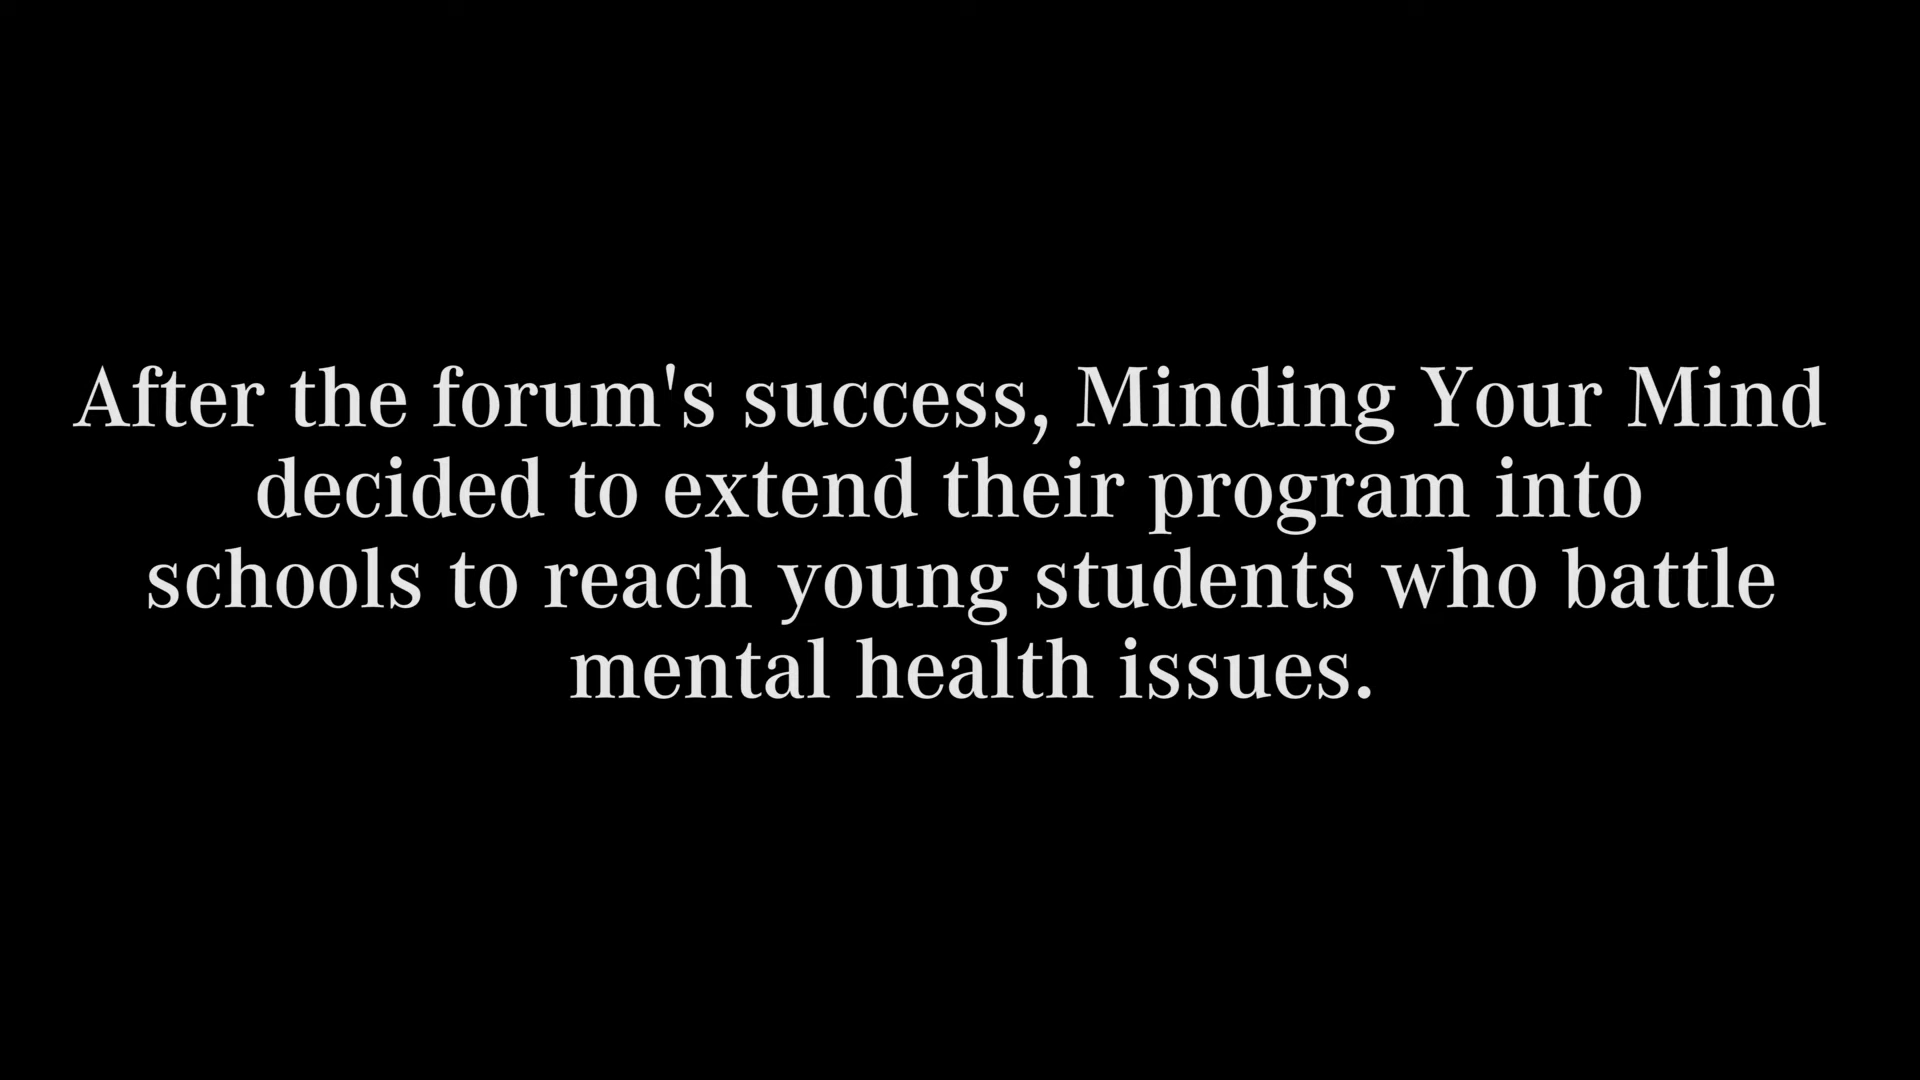 After the forum's success, Minding Your Mind
decided to extend their program into
schools to reach young students who battle
mental health issues.